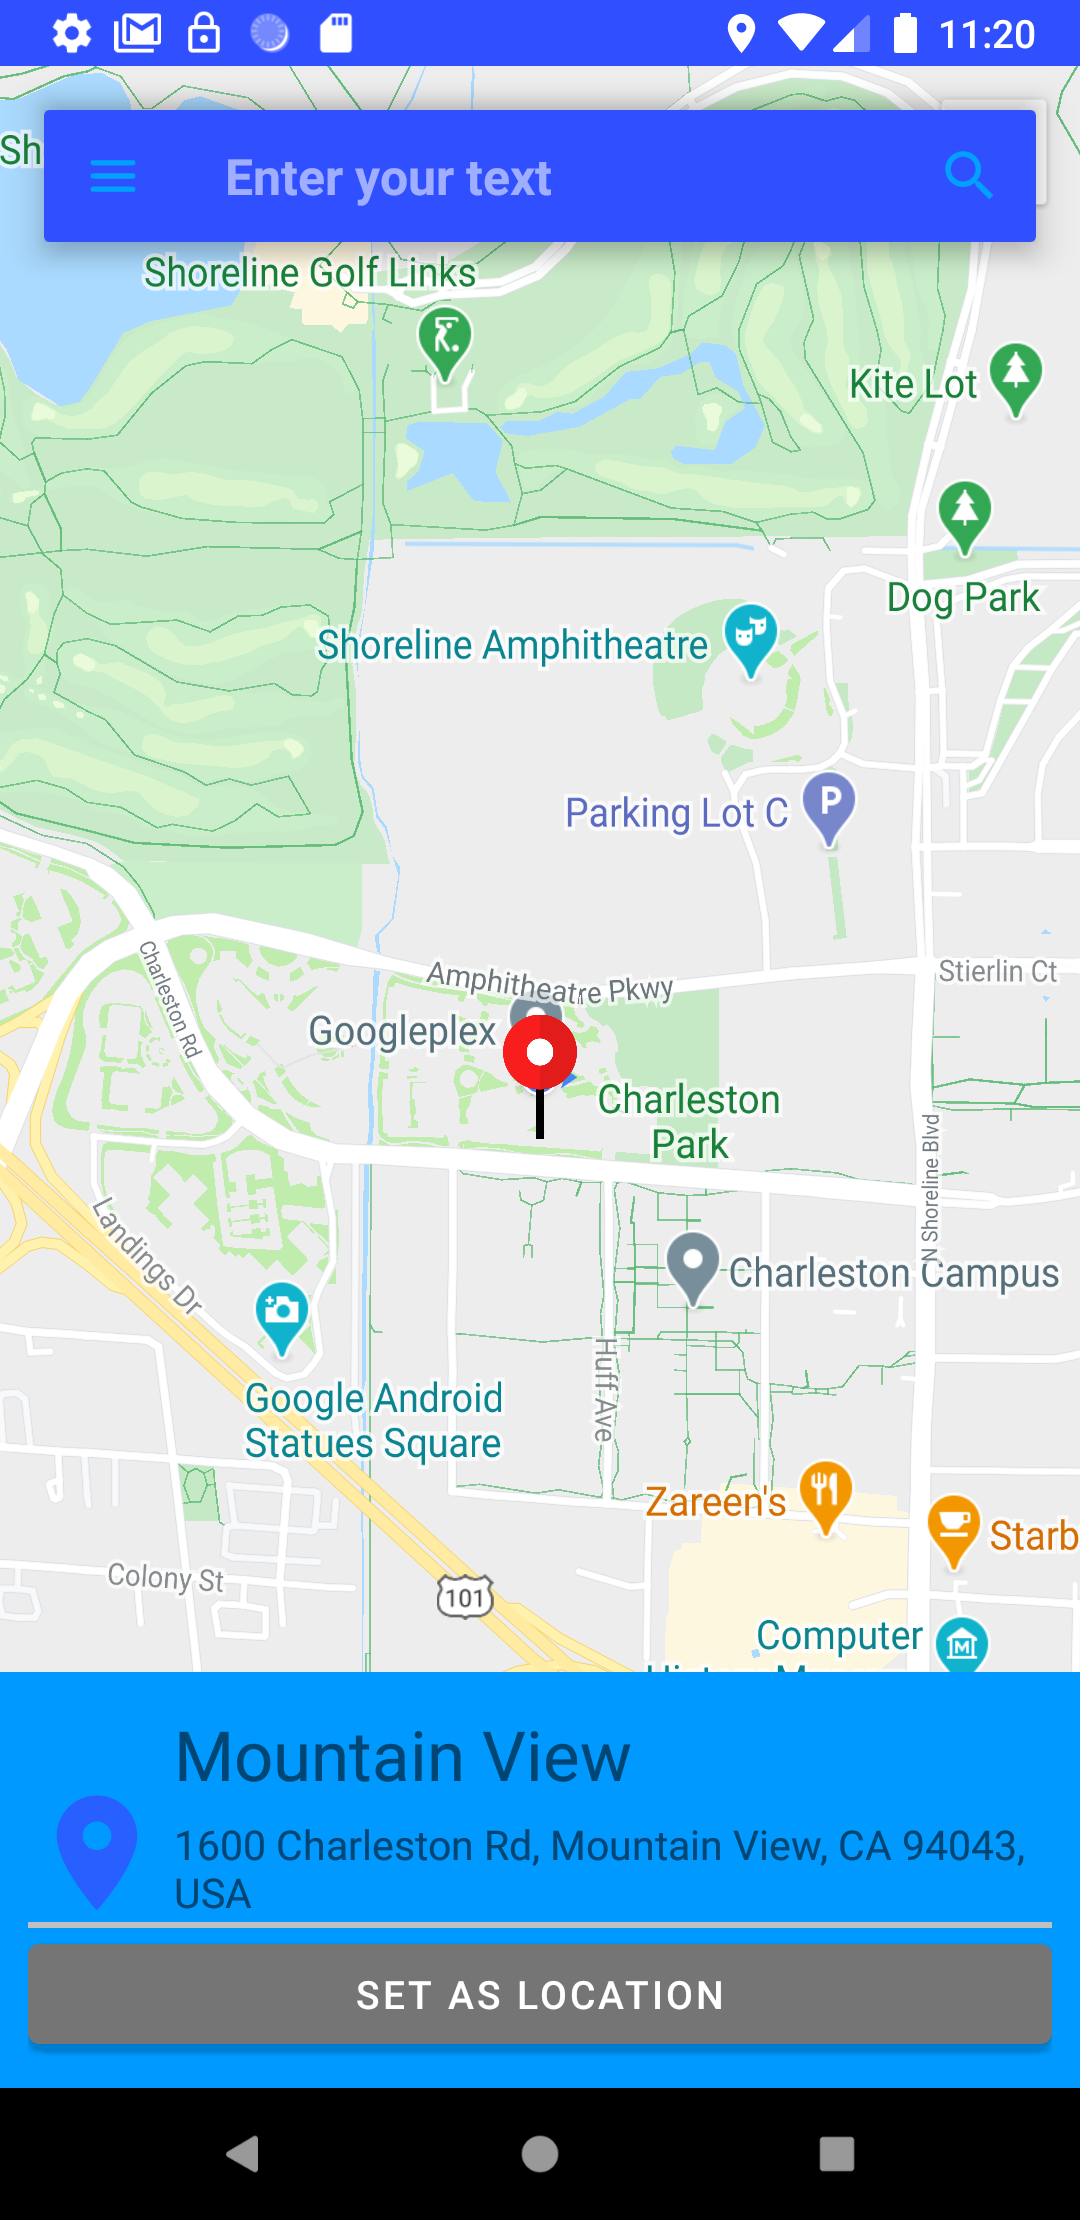 11:20
Sh
Enter your text
Shoreline Golf Links
Kite Lot
Dog Park
Shoreline Amphitheatre
Parking Lot C
P
Charleston Rd
Amphitheatre Pkwy
Stierlin Ct
Googleplex
Charleston
Park
N Shoreline Blvd
Landings Dr
Charleston Campus
Huff Ave
Google Android
Statues Square
Zareen's
Starb
Colony St
101
Computer
Mountain View
1600 Charleston Rd, Mountain View, CA 94043,
USA
SET AS LOCATION